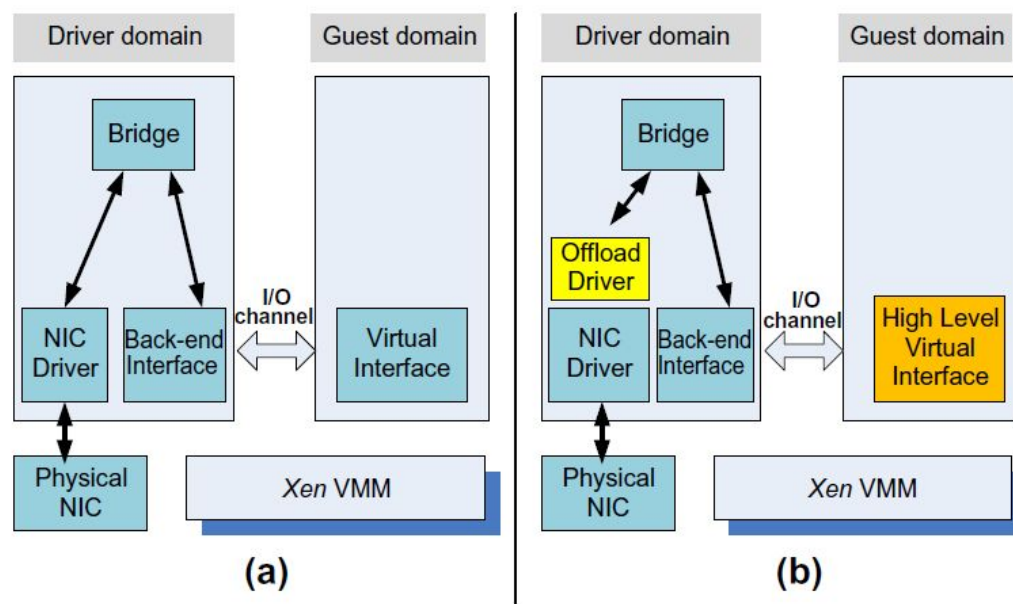 Driver domain
Guest domain
Bridge
I/O
channel
NIC
Driver
Back-end
Interface
Virtual
Interface
Physical
NIC
Xen VMM
(a)
Driver domain
Guest domain
Bridge
Offload
Driver
I/O
channel
NIC
Driver
Back-end
Interface
High Level
Virtual
Interface
Physical
NIC
Xen VMM
(b)